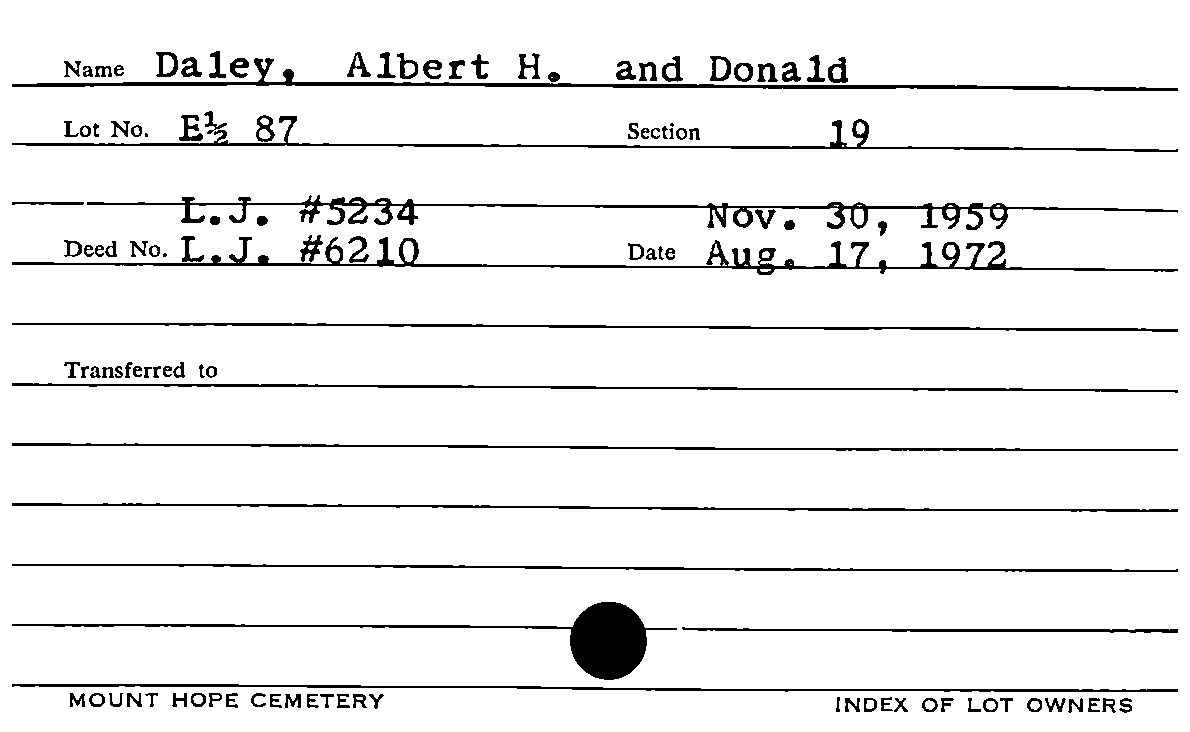 Name Daley, Albert H. and Donald
Lot No. E½ 87 Section 19
L.J. #5234 Nov. 30, 1959
Deed No. L.J. #6210 Date Aug. 17, 1972
Transferred to
MOUNT HOPE CEMETERY INDEX OF LOT OWNERS